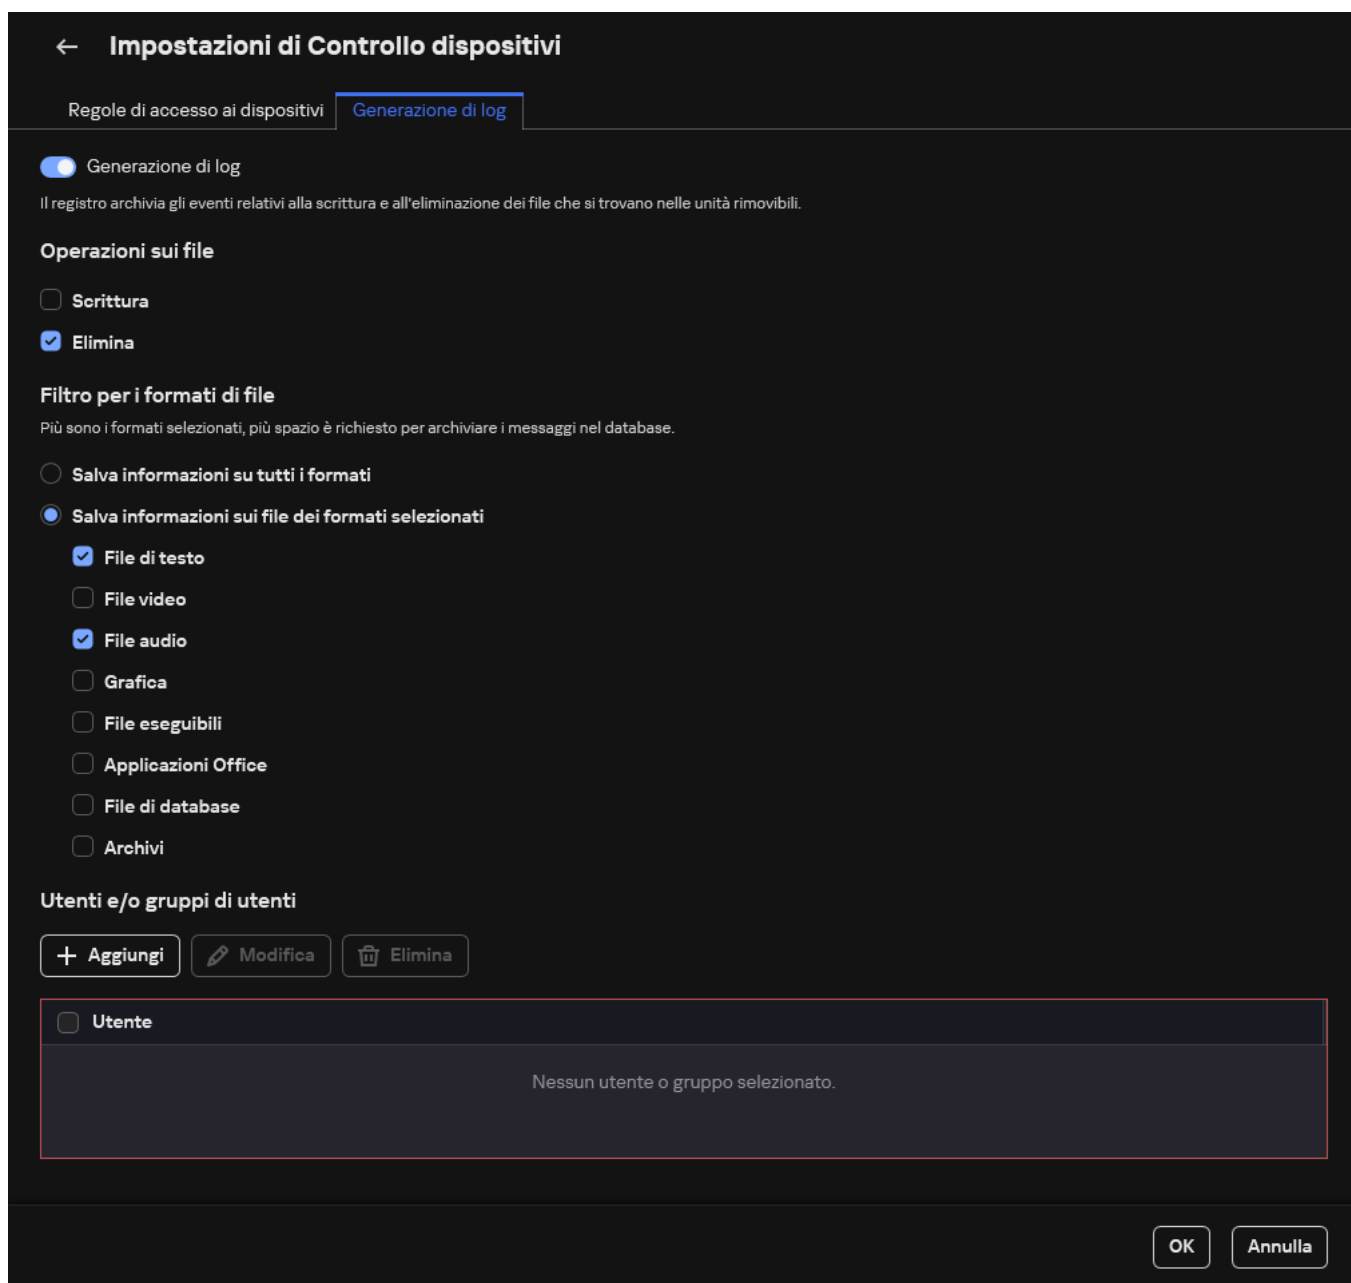 Impostazioni di Controllo dispositivi
Regole di accesso ai dispositivi
Generazione di log
Generazione di log
Il registro archivia gli eventi relativi alla scrittura e all'eliminazione dei file che si trovano nelle unità rimovibili.
Operazioni sui file
Scrittura
Elimina
Filtro per i formati di file
Più sono i formati selezionati, più spazio è richiesto per archiviare i messaggi nel database.
Salva informazioni su tutti i formati
Salva informazioni sui file dei formati selezionati
File di testo
File video
File audio
Grafica
File eseguibili
Applicazioni Office
File di database
Archivi
Utenti e/o gruppi di utenti
Aggiungi
Modifica
Elimina
Utente
Nessun utente o gruppo selezionato.
OK
Annulla